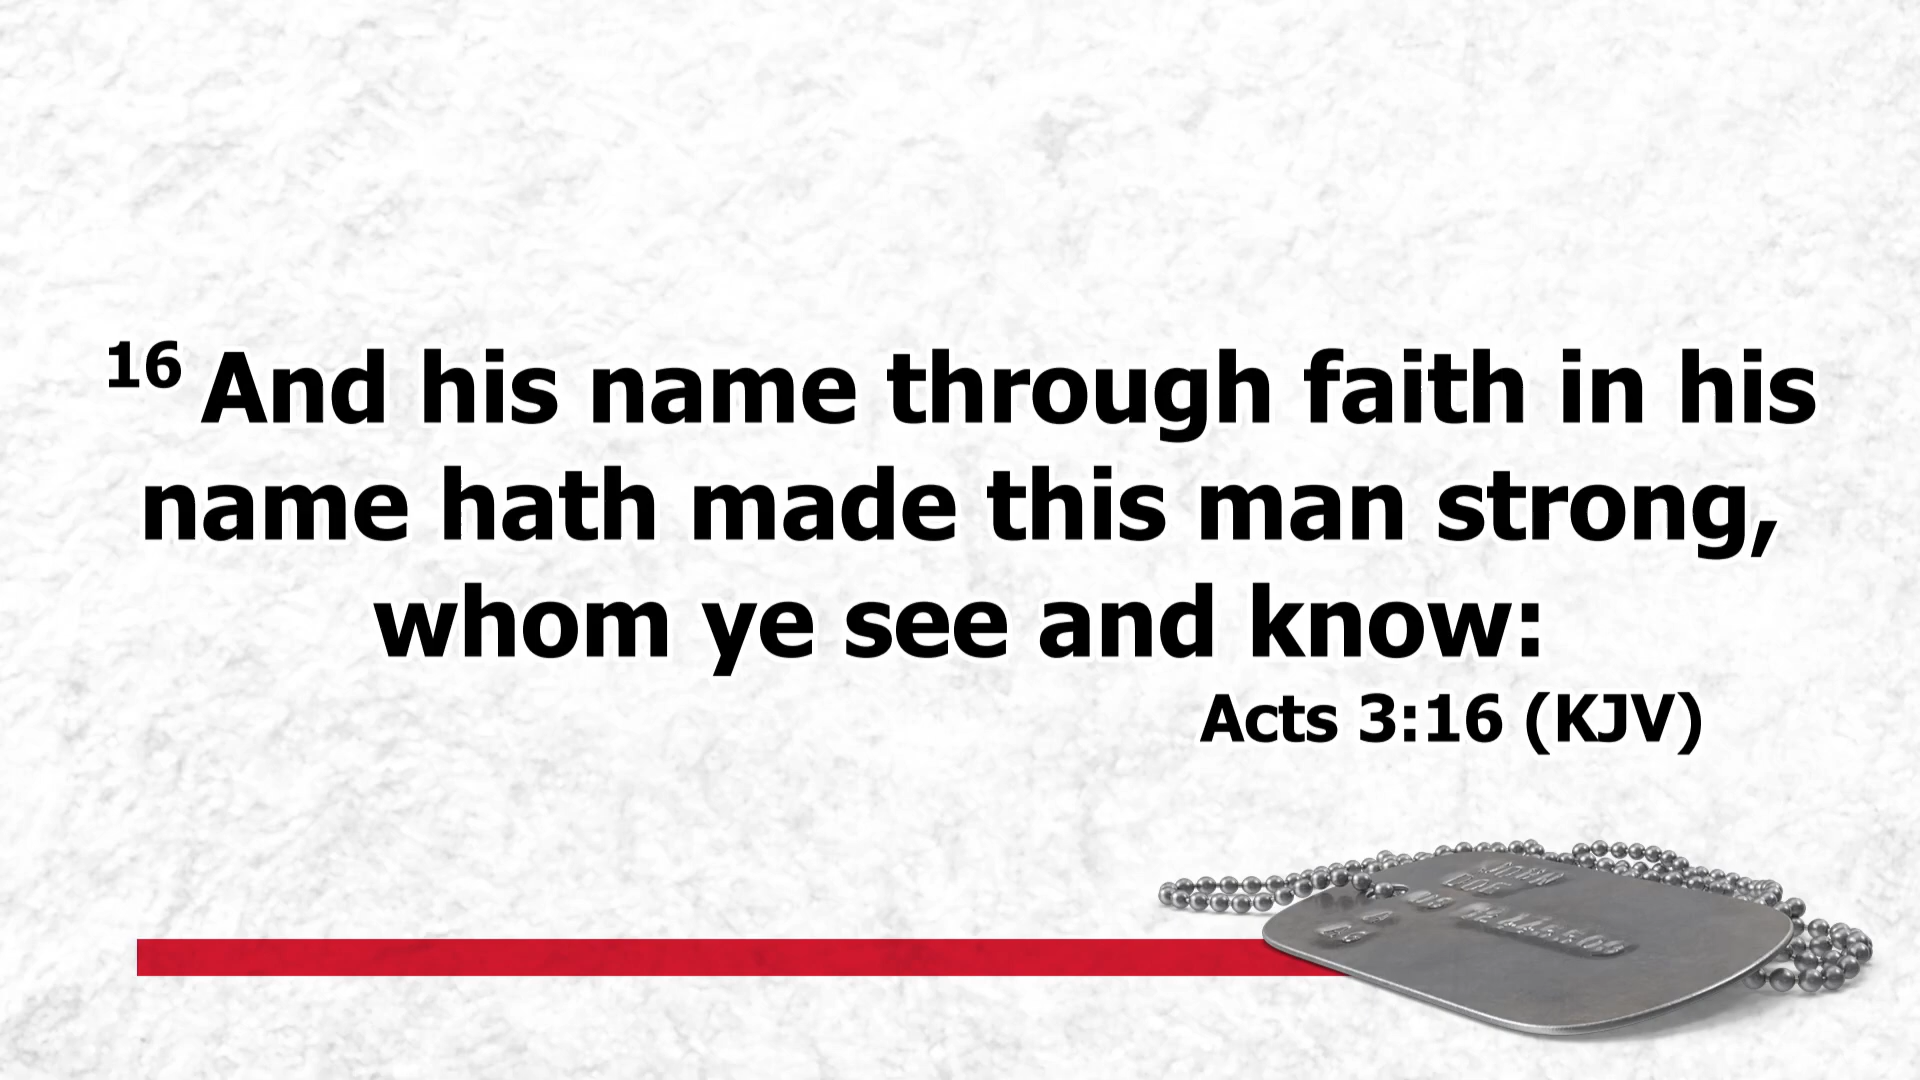 16 And his name through faith in his
name hath made this man strong,
whom ye see and know:
Acts 3:16 (KJV)
DOE